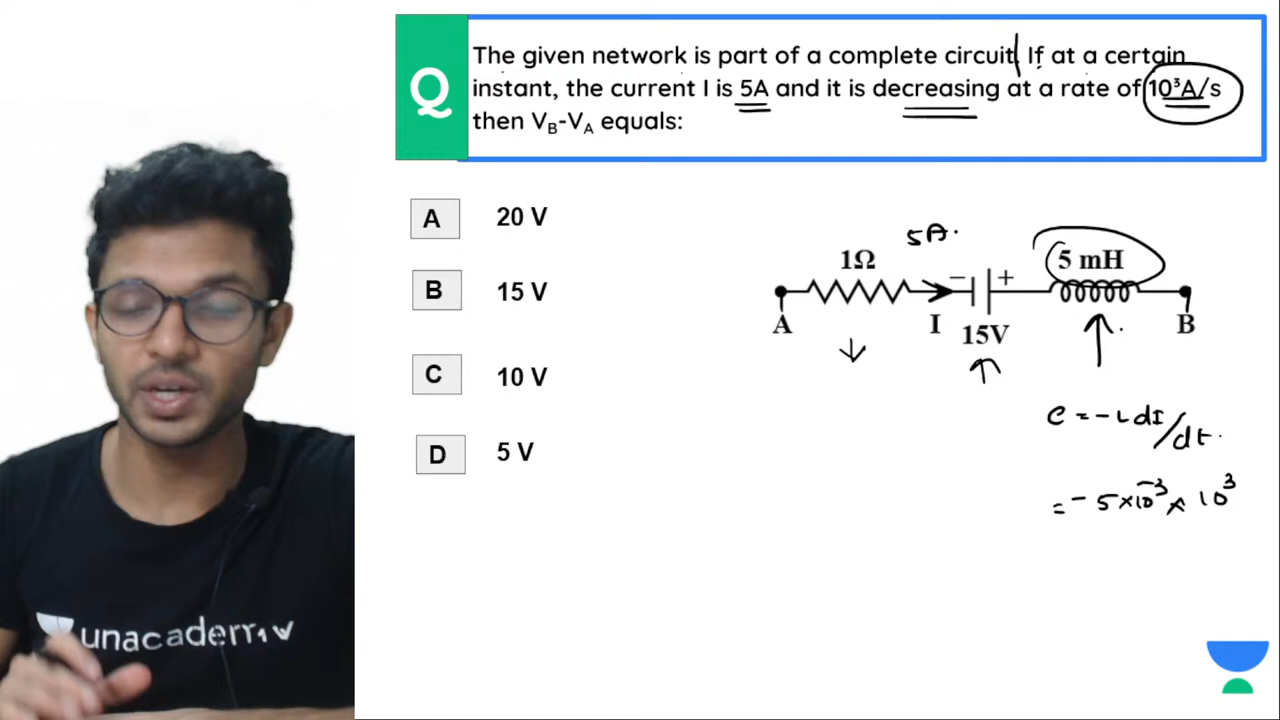 Q
The given network is part of a complete circuit. If at a certain
instant, the current I is 5A and it is decreasing at a rate of 10³A/s
then V_B-V_A equals:
A 20 V
B 15 V
C 10 V
D 5 V
5A.
1Ω
− +
5 mH
A
I
15V
B
e = -L dI/dt.
= - 5×10⁻³ × 10³
unacademy